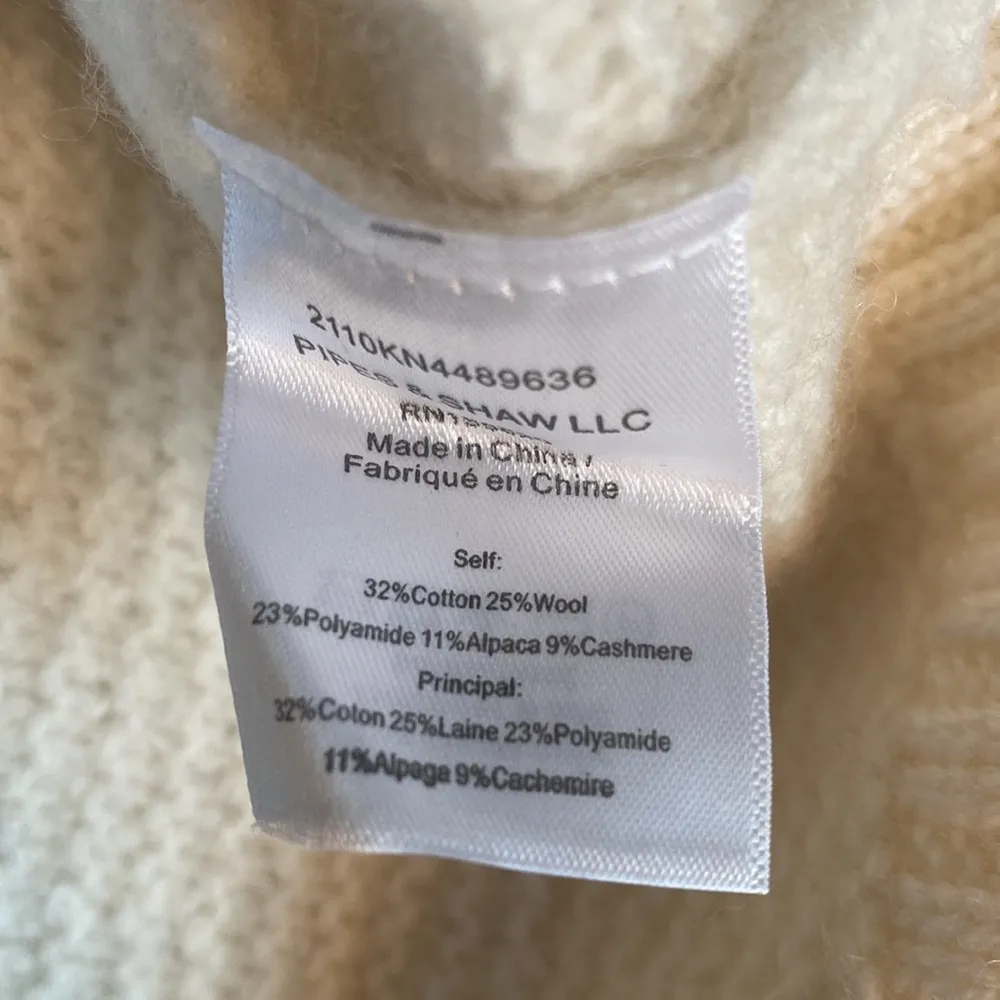 2110KN4489636
PIPES & SHAW LLC
Made in China /
Fabriqué en Chine
Self:
32%Cotton 25%Wool
23%Polyamide 11%Alpaca 9%Cashmere
Principal:
32%Coton 25%Laine 23%Polyamide
11%Alpaga 9%Cachemire